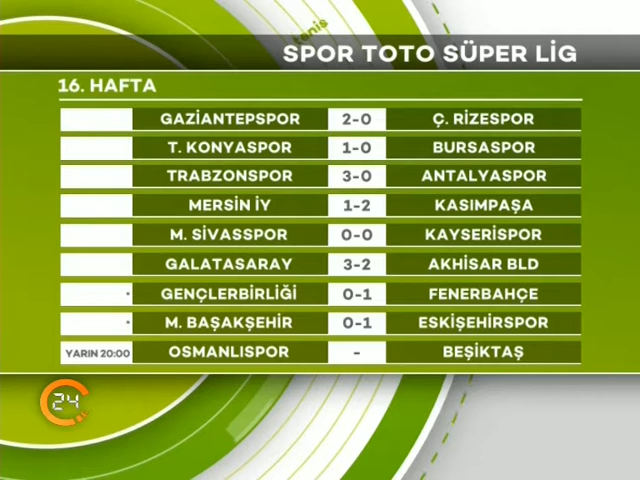 tenis
SPOR TOTO SÜPER LİG
16. HAFTA
GAZİANTEPSPOR 2-0 Ç. RİZESPOR
T. KONYASPOR 1-0 BURSASPOR
TRABZONSPOR 3-0 ANTALYASPOR
MERSİN İY 1-2 KASIMPAŞA
M. SİVASSPOR 0-0 KAYSERİSPOR
GALATASARAY 3-2 AKHİSAR BLD
• GENÇLERBİRLİĞİ 0-1 FENERBAHÇE
• M. BAŞAKŞEHİR 0-1 ESKİŞEHİRSPOR
YARIN 20:00 OSMANLISPOR - BEŞİKTAŞ
24